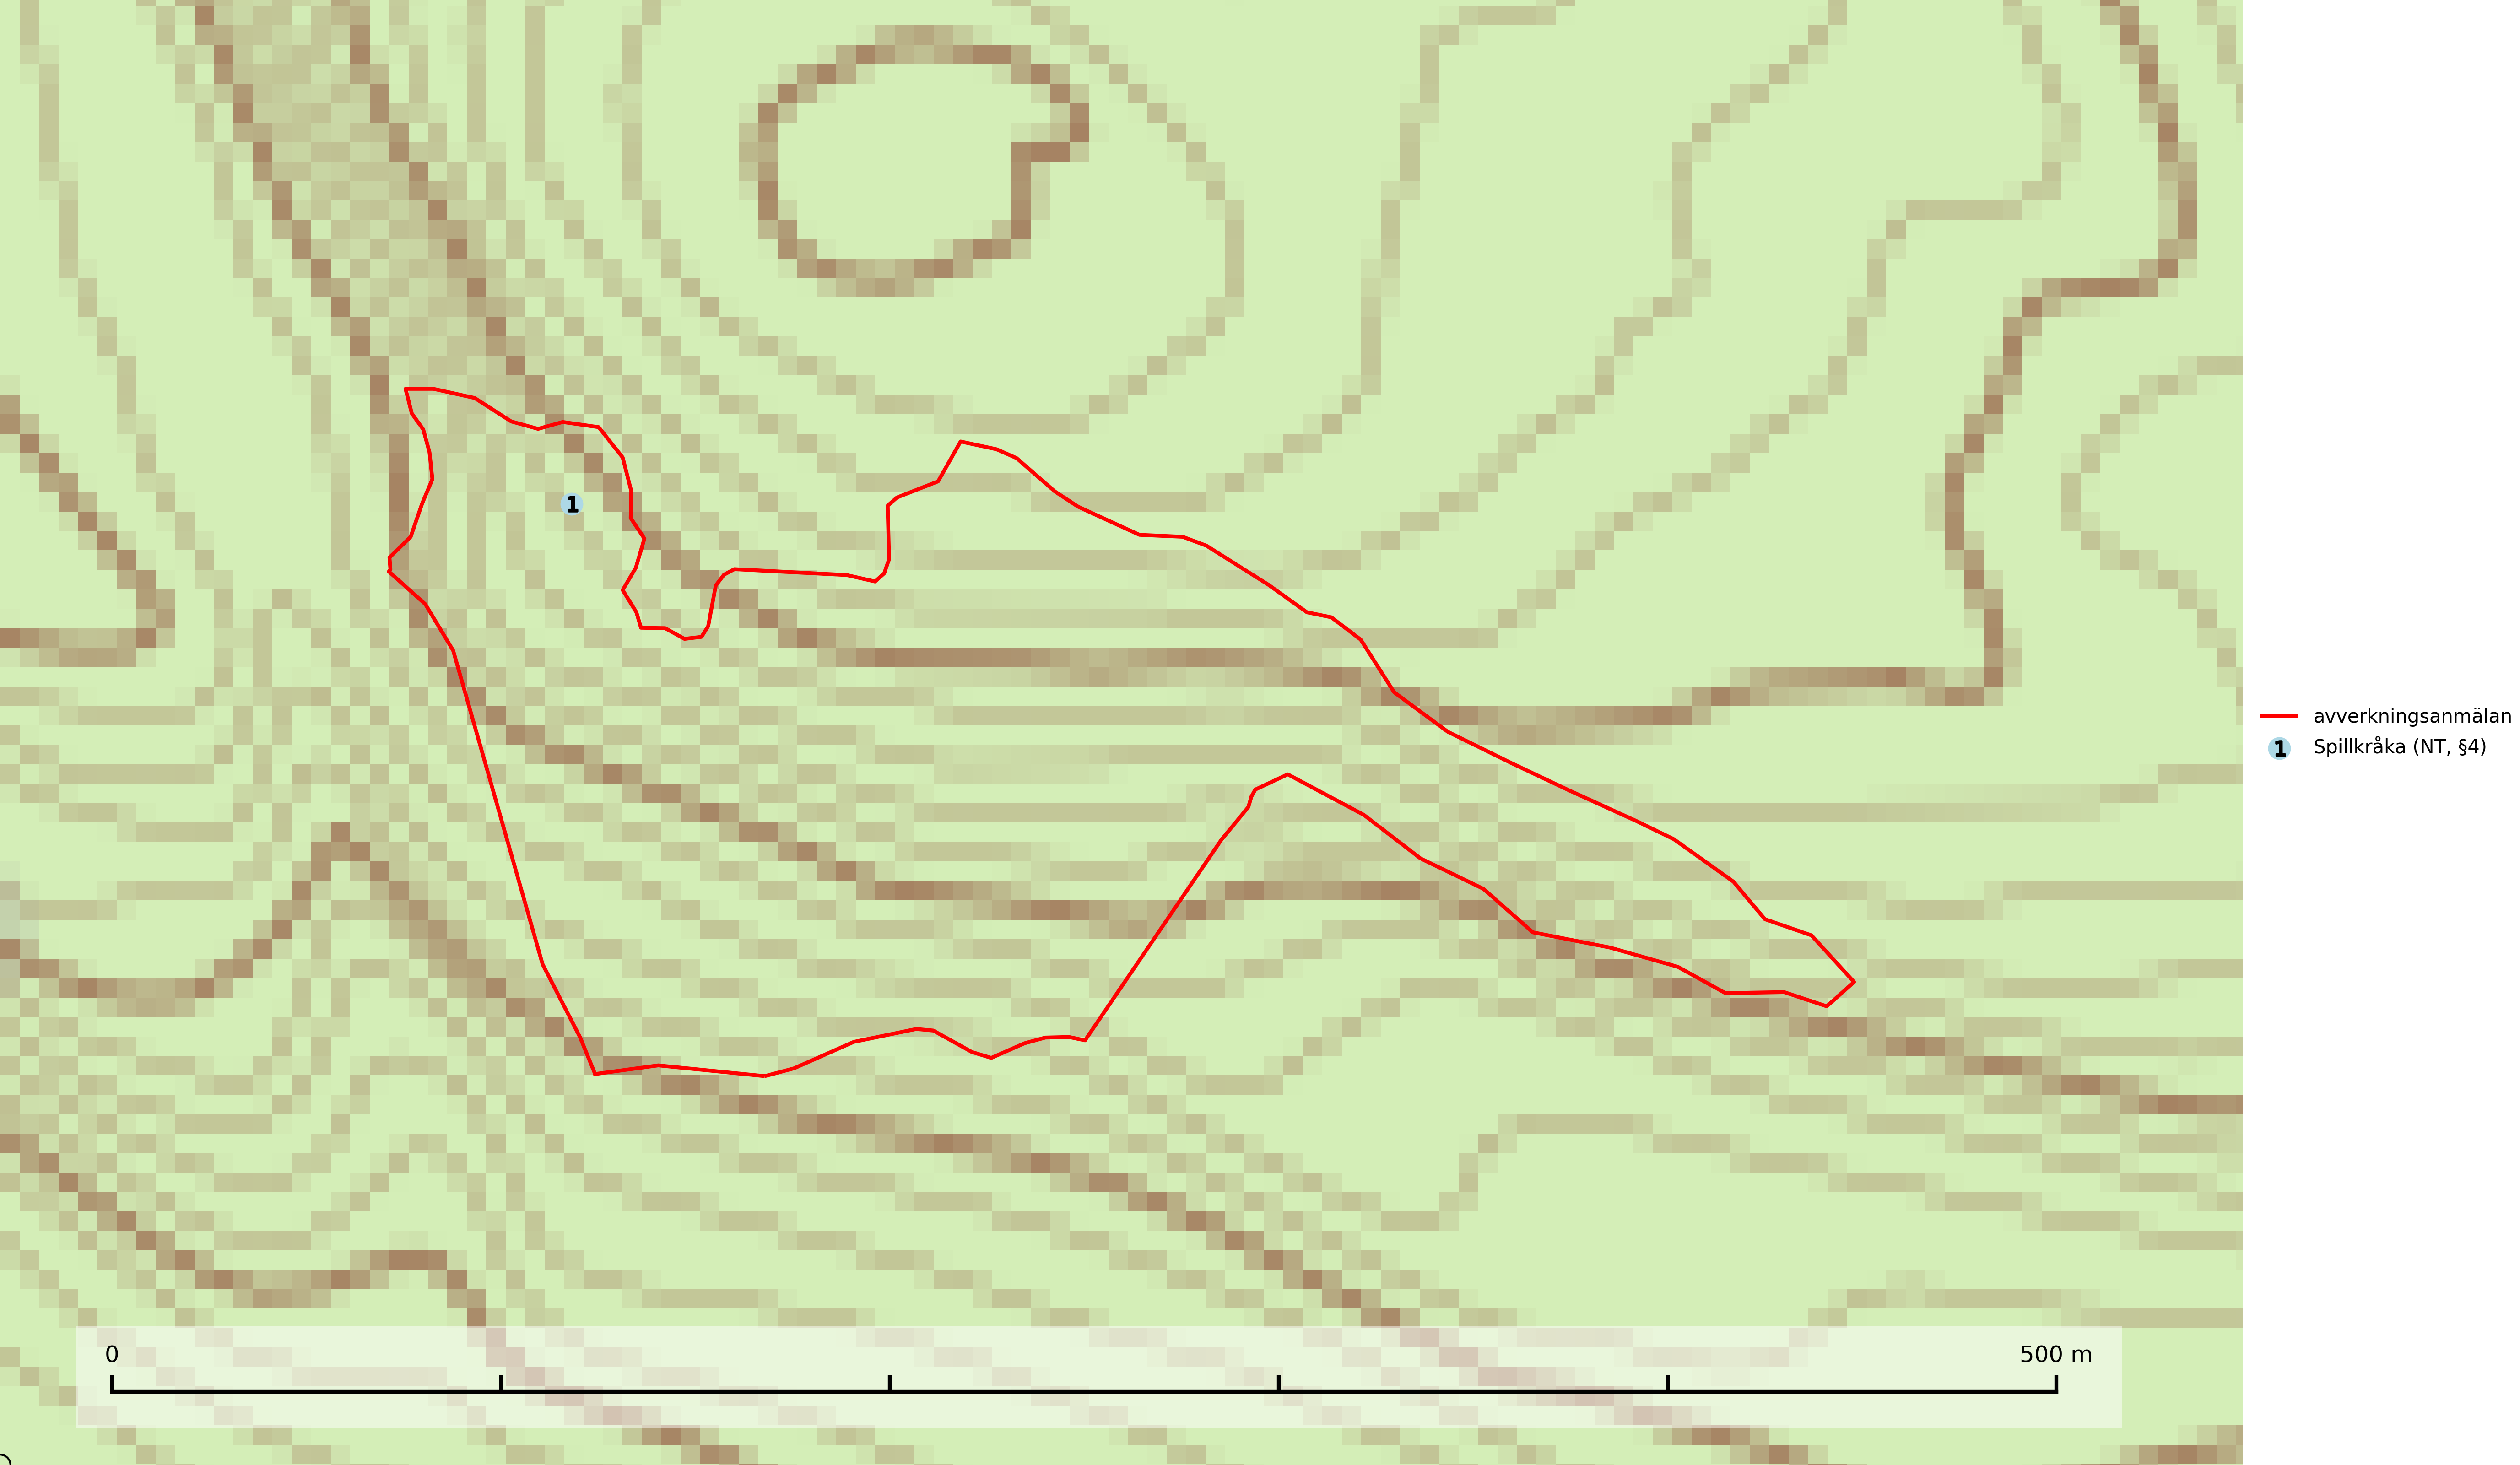 1
avverkningsanmälan
1 Spillkråka (NT, §4)
0 500 m